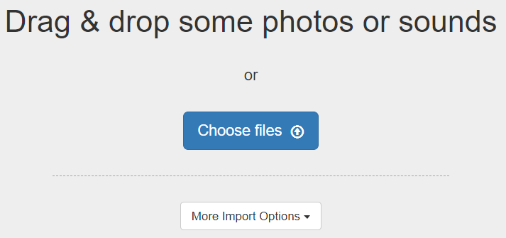 Drag & drop some photos or sounds
or
Choose files
More Import Options